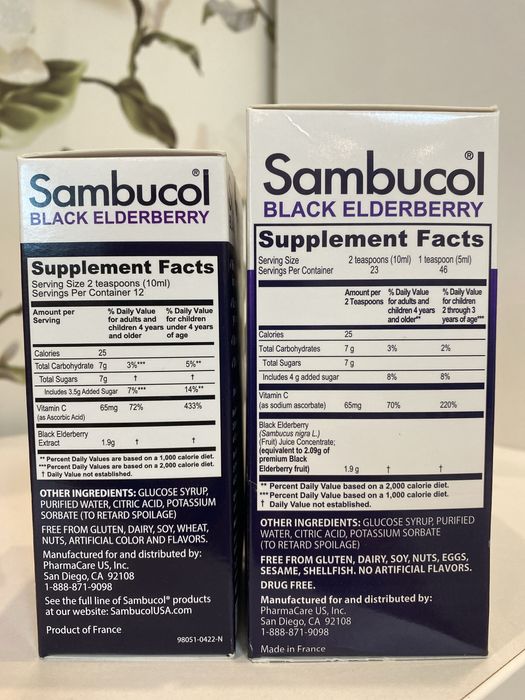 Sambucol®
BLACK ELDERBERRY
Supplement Facts
Serving Size 2 teaspoons (10ml)
Servings Per Container 12
Amount per Serving % Daily Value for adults and children 4 years and older % Daily Value for children under 4 years of age
Calories 25
Total Carbohydrate 7g 3%*** 5%**
Total Sugars 7g † †
Includes 3.5g Added Sugar 7%*** 14%**
Vitamin C 65mg 72% 433%
(as Ascorbic Acid)
Black Elderberry
Extract 1.9g † †
** Percent Daily Values are based on a 1,000 calorie diet.
***Percent Daily Values are based on a 2,000 calorie diet.
† Daily Value not established.
OTHER INGREDIENTS: GLUCOSE SYRUP,
PURIFIED WATER, CITRIC ACID, POTASSIUM
SORBATE (TO RETARD SPOILAGE)
FREE FROM GLUTEN, DAIRY, SOY, WHEAT,
NUTS, ARTIFICIAL COLOR AND FLAVORS.
Manufactured for and distributed by:
PharmaCare US, Inc.
San Diego, CA 92108
1-888-871-9098
See the full line of Sambucol® products
at our website: SambucolUSA.com
Product of France
98051-0422-N
Sambucol®
BLACK ELDERBERRY
Supplement Facts
Serving Size 2 teaspoons (10ml) 1 teaspoon (5ml)
Servings Per Container 23 46
Amount per 2 Teaspoons % Daily Value for adults and children 4 years and older** % Daily Value for children 2 through 3 years of age***
Calories 25
Total Carbohydrates 7 g 3% 2%
Total Sugars 7 g
Includes 4 g added sugar 8% 8%
Vitamin C
(as sodium ascorbate) 65mg 70% 220%
Black Elderberry
(Sambucus nigra L.)
(Fruit) Juice Concentrate;
(equivalent to 2.09g of
premium Black
Elderberry fruit) 1.9 g † †
** Percent Daily Value based on a 2,000 calorie diet.
*** Percent Daily Value based on a 1,000 calorie diet.
† Daily Value not established.
OTHER INGREDIENTS: GLUCOSE SYRUP, PURIFIED
WATER, CITRIC ACID, POTASSIUM SORBATE
(TO RETARD SPOILAGE)
FREE FROM GLUTEN, DAIRY, SOY, NUTS, EGGS,
SESAME, SHELLFISH. NO ARTIFICIAL FLAVORS.
DRUG FREE.
Manufactured for and distributed by:
PharmaCare US, Inc.
San Diego, CA 92108
1-888-871-9098
Made in France